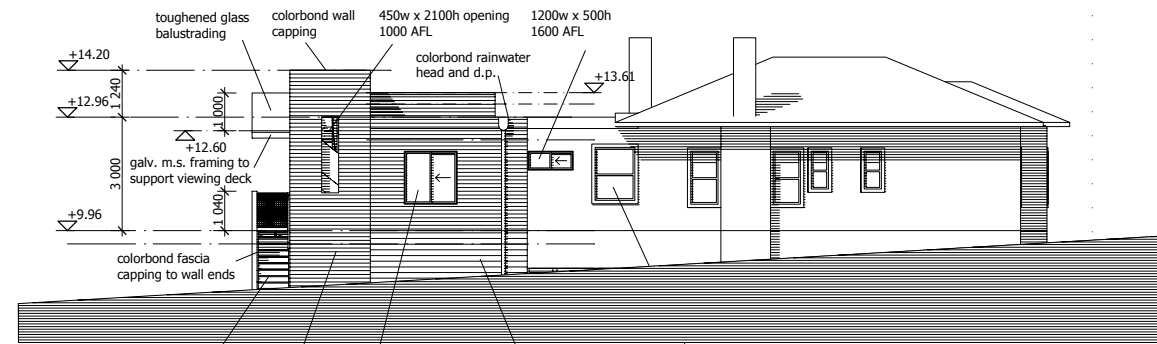 toughened glass
balustrading
colorbond wall
capping
450w x 2100h opening
1000 AFL
1200w x 500h
1600 AFL
colorbond rainwater
head and d.p.
+14.20
+13.61
1 240
1 000
+12.96
+12.60
galv. m.s. framing to
support viewing deck
3 000
1 040
+9.96
colorbond fascia
capping to wall ends